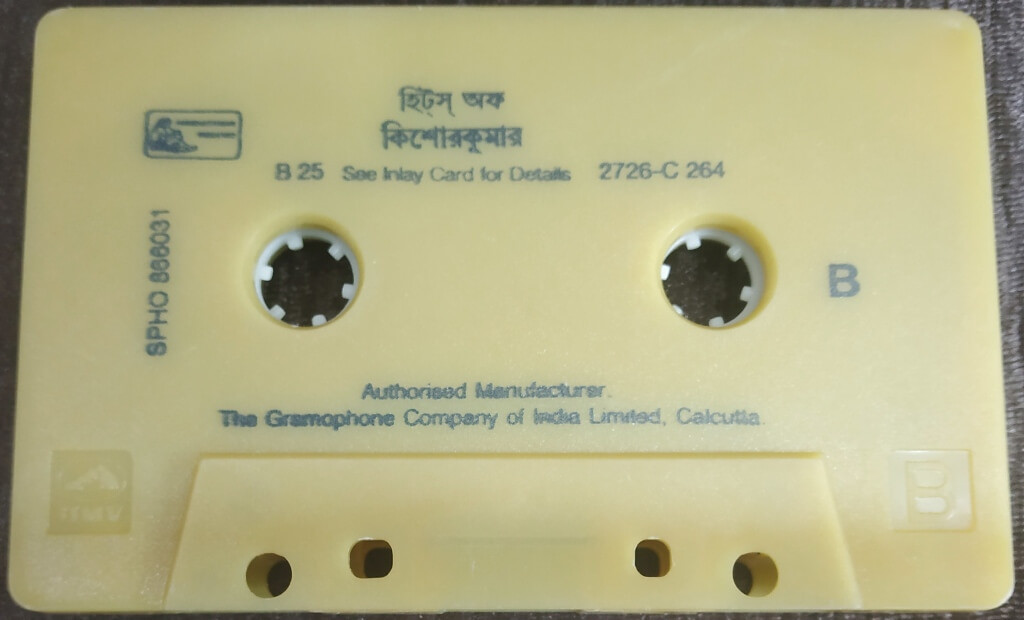 হিট্‌স্ অফ
কিশোরকুমার
B 25 See Inlay Card for Details 2726-C 264
SPHO 866031
B
Authorised Manufacturer.
The Gramophone Company of India Limited, Calcutta.
HMV
B